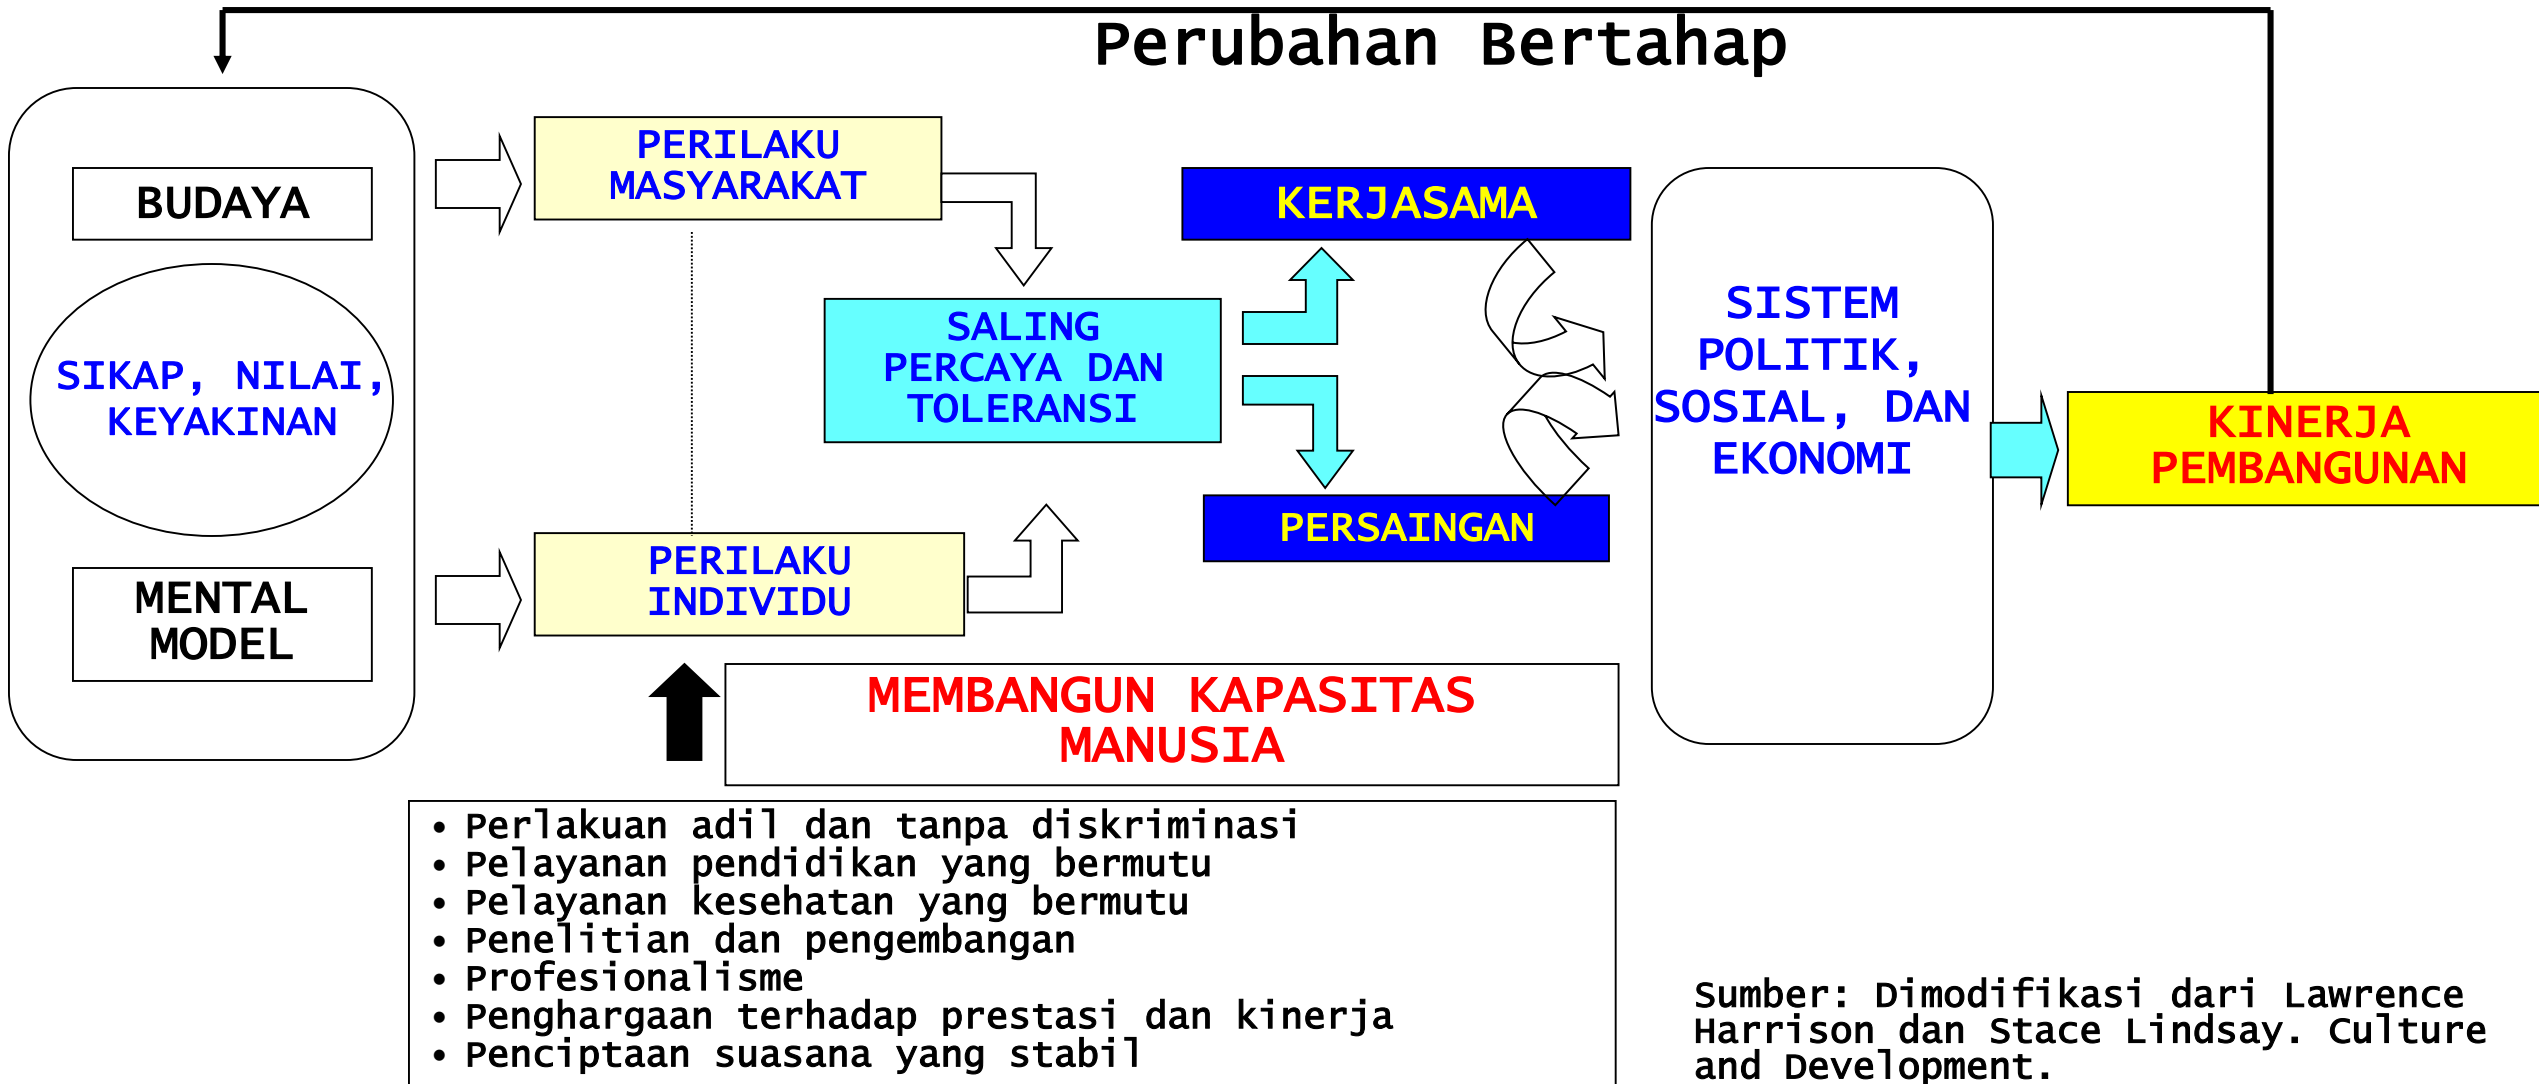 Perubahan Bertahap
BUDAYA
SIKAP, NILAI,
KEYAKINAN
MENTAL
MODEL
PERILAKU
MASYARAKAT
PERILAKU
INDIVIDU
SALING
PERCAYA DAN
TOLERANSI
KERJASAMA
PERSAINGAN
SISTEM
POLITIK,
SOSIAL, DAN
EKONOMI
KINERJA
PEMBANGUNAN
MEMBANGUN KAPASITAS
MANUSIA
• Perlakuan adil dan tanpa diskriminasi
• Pelayanan pendidikan yang bermutu
• Pelayanan kesehatan yang bermutu
• Penelitian dan pengembangan
• Profesionalisme
• Penghargaan terhadap prestasi dan kinerja
• Penciptaan suasana yang stabil
Sumber: Dimodifikasi dari Lawrence
Harrison dan Stace Lindsay. Culture
and Development.